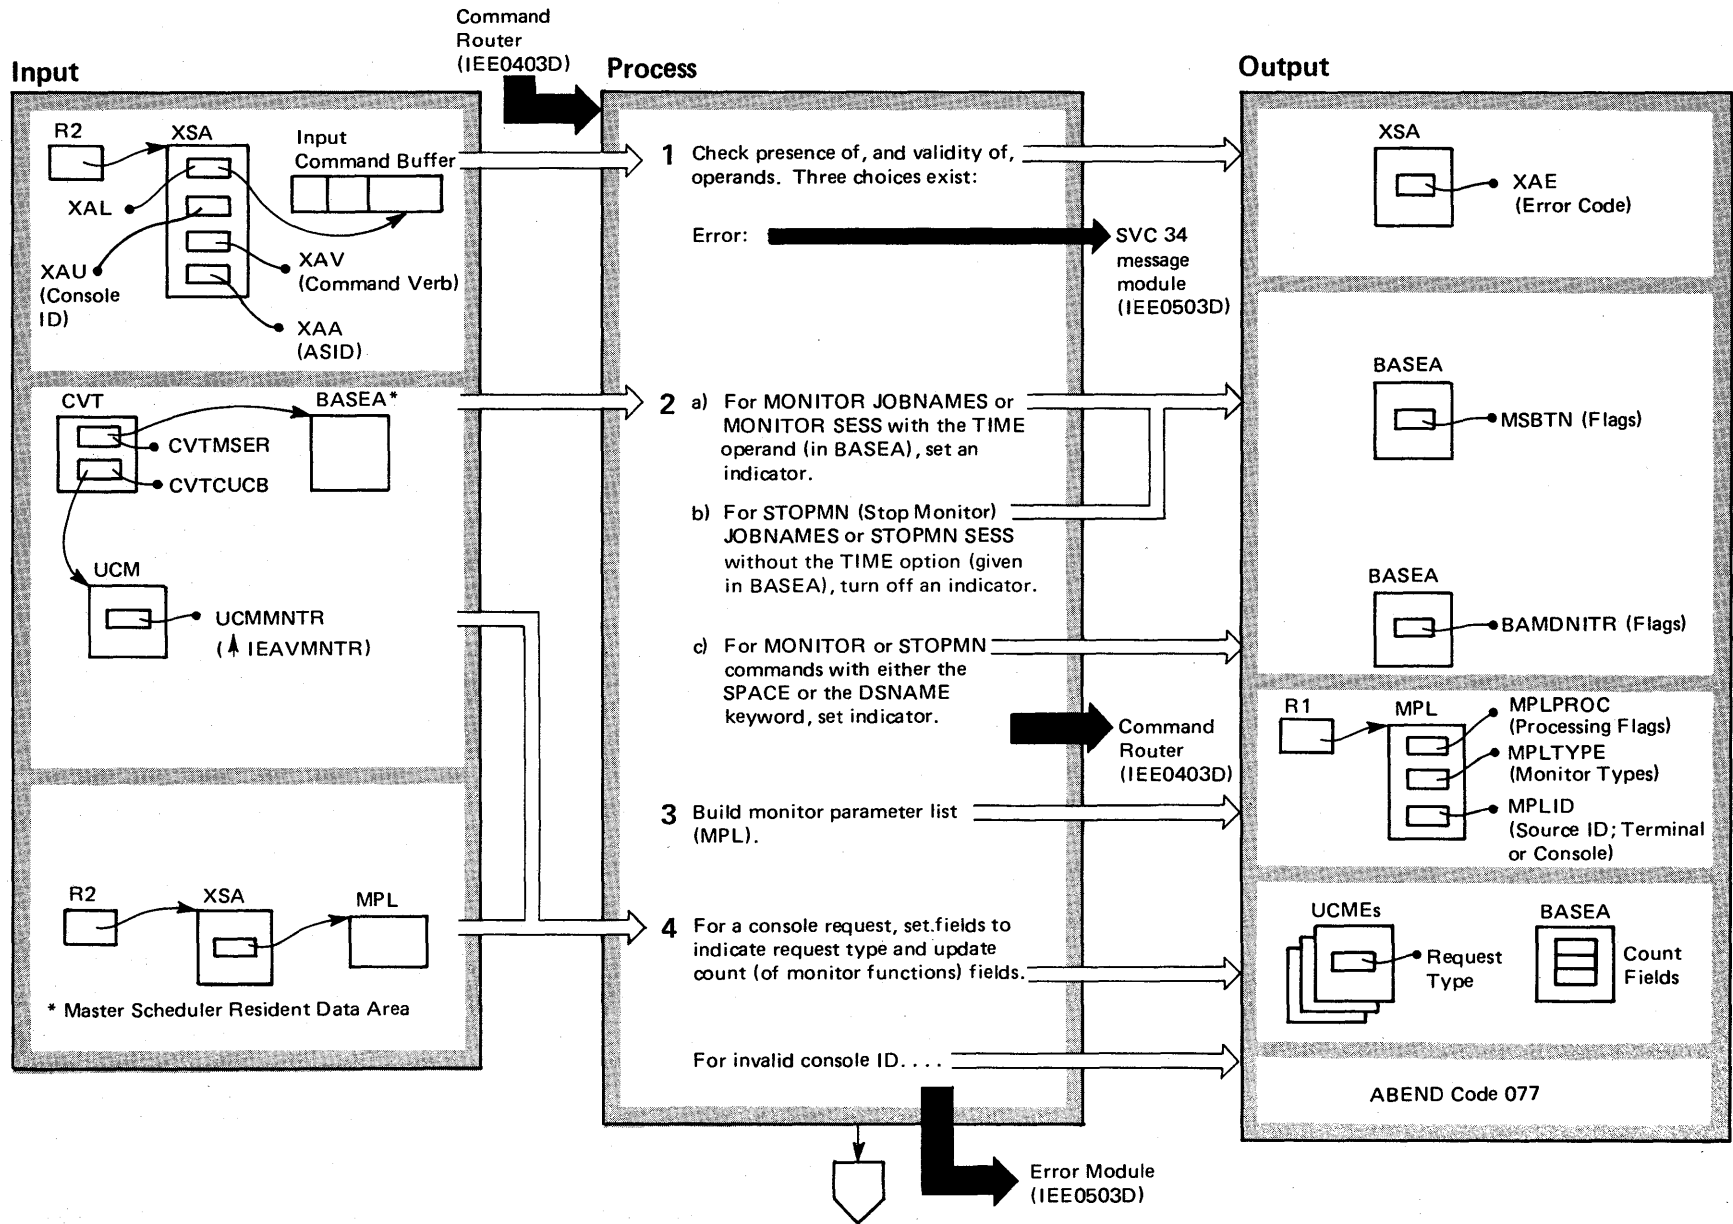 Command
Router
(IEE0403D)
Input
Process
Output
R2
XSA
Input
Command Buffer
XAL
XAU
(Console
ID)
XAV
(Command Verb)
XAA
(ASID)
1 Check presence of, and validity of,
operands. Three choices exist:
Error:
SVC 34
message
module
(IEE0503D)
XSA
XAE
(Error Code)
CVT
BASEA*
CVTMSER
CVTCUCB
UCM
UCMMNTR
( IEAVMNTR)
2 a) For MONITOR JOBNAMES or
MONITOR SESS with the TIME
operand (in BASEA), set an
indicator.
b) For STOPMN (Stop Monitor)
JOBNAMES or STOPMN SESS
without the TIME option (given
in BASEA), turn off an indicator.
c) For MONITOR or STOPMN
commands with either the
SPACE or the DSNAME
keyword, set indicator.
Command
Router
(IEE0403D)
BASEA
MSBTN (Flags)
BASEA
BAMDNITR (Flags)
3 Build monitor parameter list
(MPL).
R1
MPL
MPLPROC
(Processing Flags)
MPLTYPE
(Monitor Types)
MPLID
(Source ID; Terminal
or Console)
R2
XSA
MPL
* Master Scheduler Resident Data Area
4 For a console request, set.fields to
indicate request type and update
count (of monitor functions) fields.
UCMEs
Request
Type
BASEA
Count
Fields
For invalid console ID....
ABEND Code 077
Error Module
(IEE0503D)